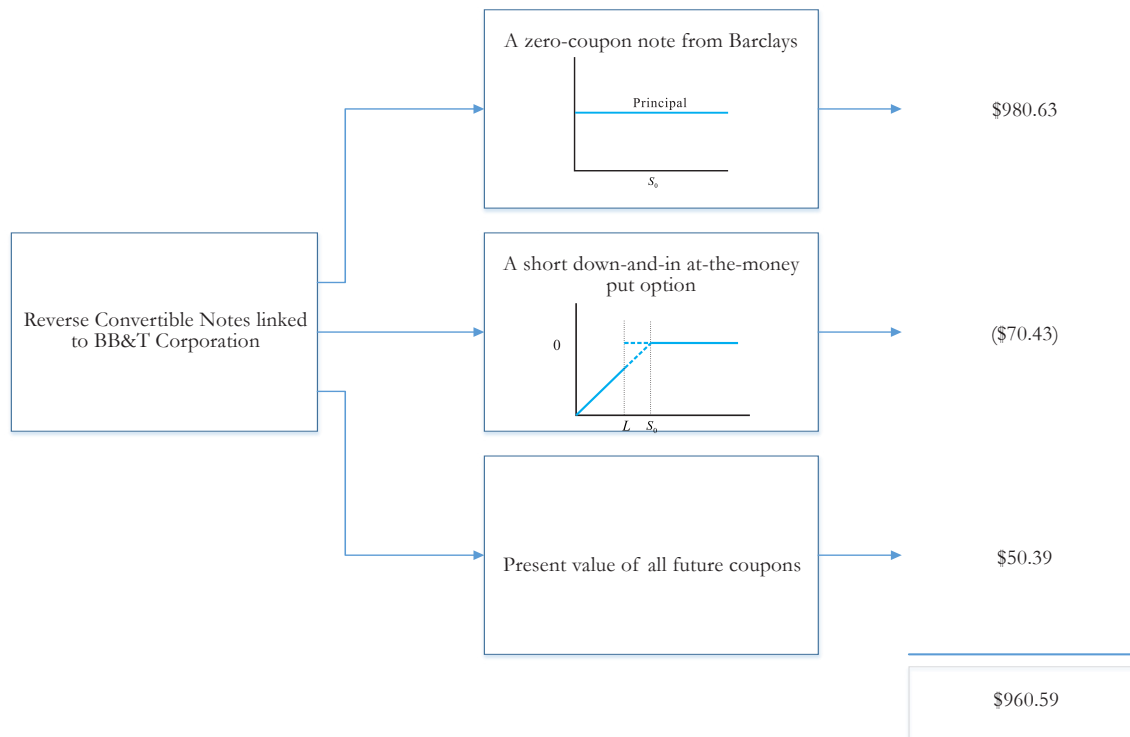 A zero-coupon note from Barclays
Principal
S₀
$980.63
Reverse Convertible Notes linked
to BB&T Corporation
A short down-and-in at-the-money
put option
0
L S₀
($70.43)
Present value of all future coupons
$50.39
$960.59